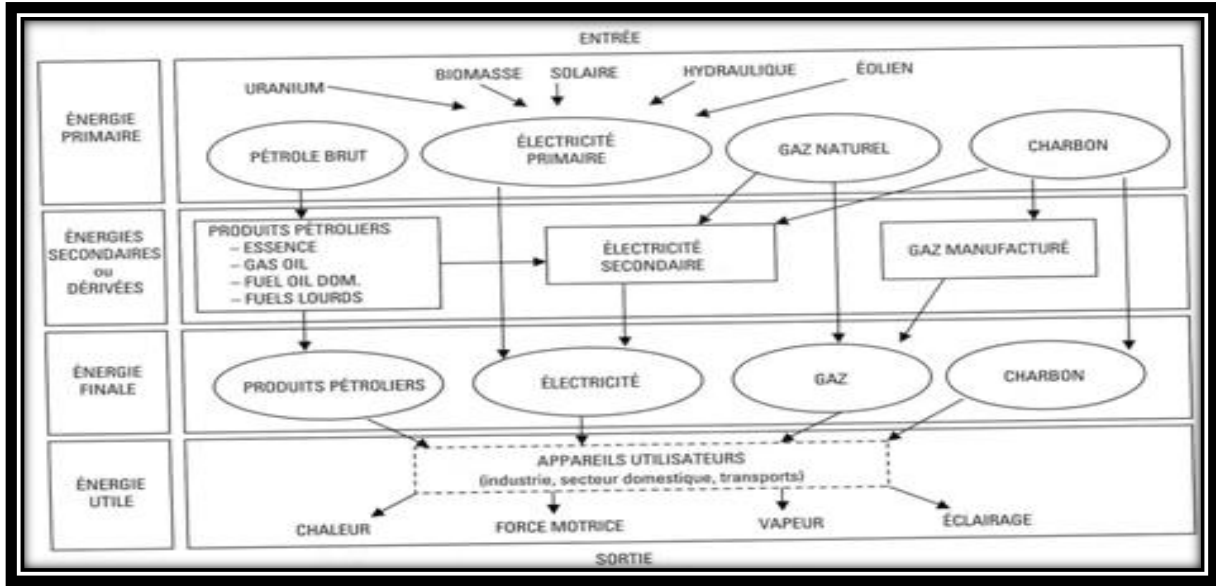 ENTRÉE
ÉNERGIE
PRIMAIRE
URANIUM
BIOMASSE
SOLAIRE
HYDRAULIQUE
ÉOLIEN
PÉTROLE BRUT
ÉLECTRICITÉ
PRIMAIRE
GAZ NATUREL
CHARBON
ÉNERGIES
SECONDAIRES
ou
DÉRIVÉES
PRODUITS PÉTROLIERS
– ESSENCE
– GAS OIL
– FUEL OIL DOM.
– FUELS LOURDS
ÉLECTRICITÉ
SECONDAIRE
GAZ MANUFACTURÉ
ÉNERGIE
FINALE
PRODUITS PÉTROLIERS
ÉLECTRICITÉ
GAZ
CHARBON
ÉNERGIE
UTILE
APPAREILS UTILISATEURS
(industrie, secteur domestique, transports)
CHALEUR
FORCE MOTRICE
VAPEUR
ÉCLAIRAGE
SORTIE